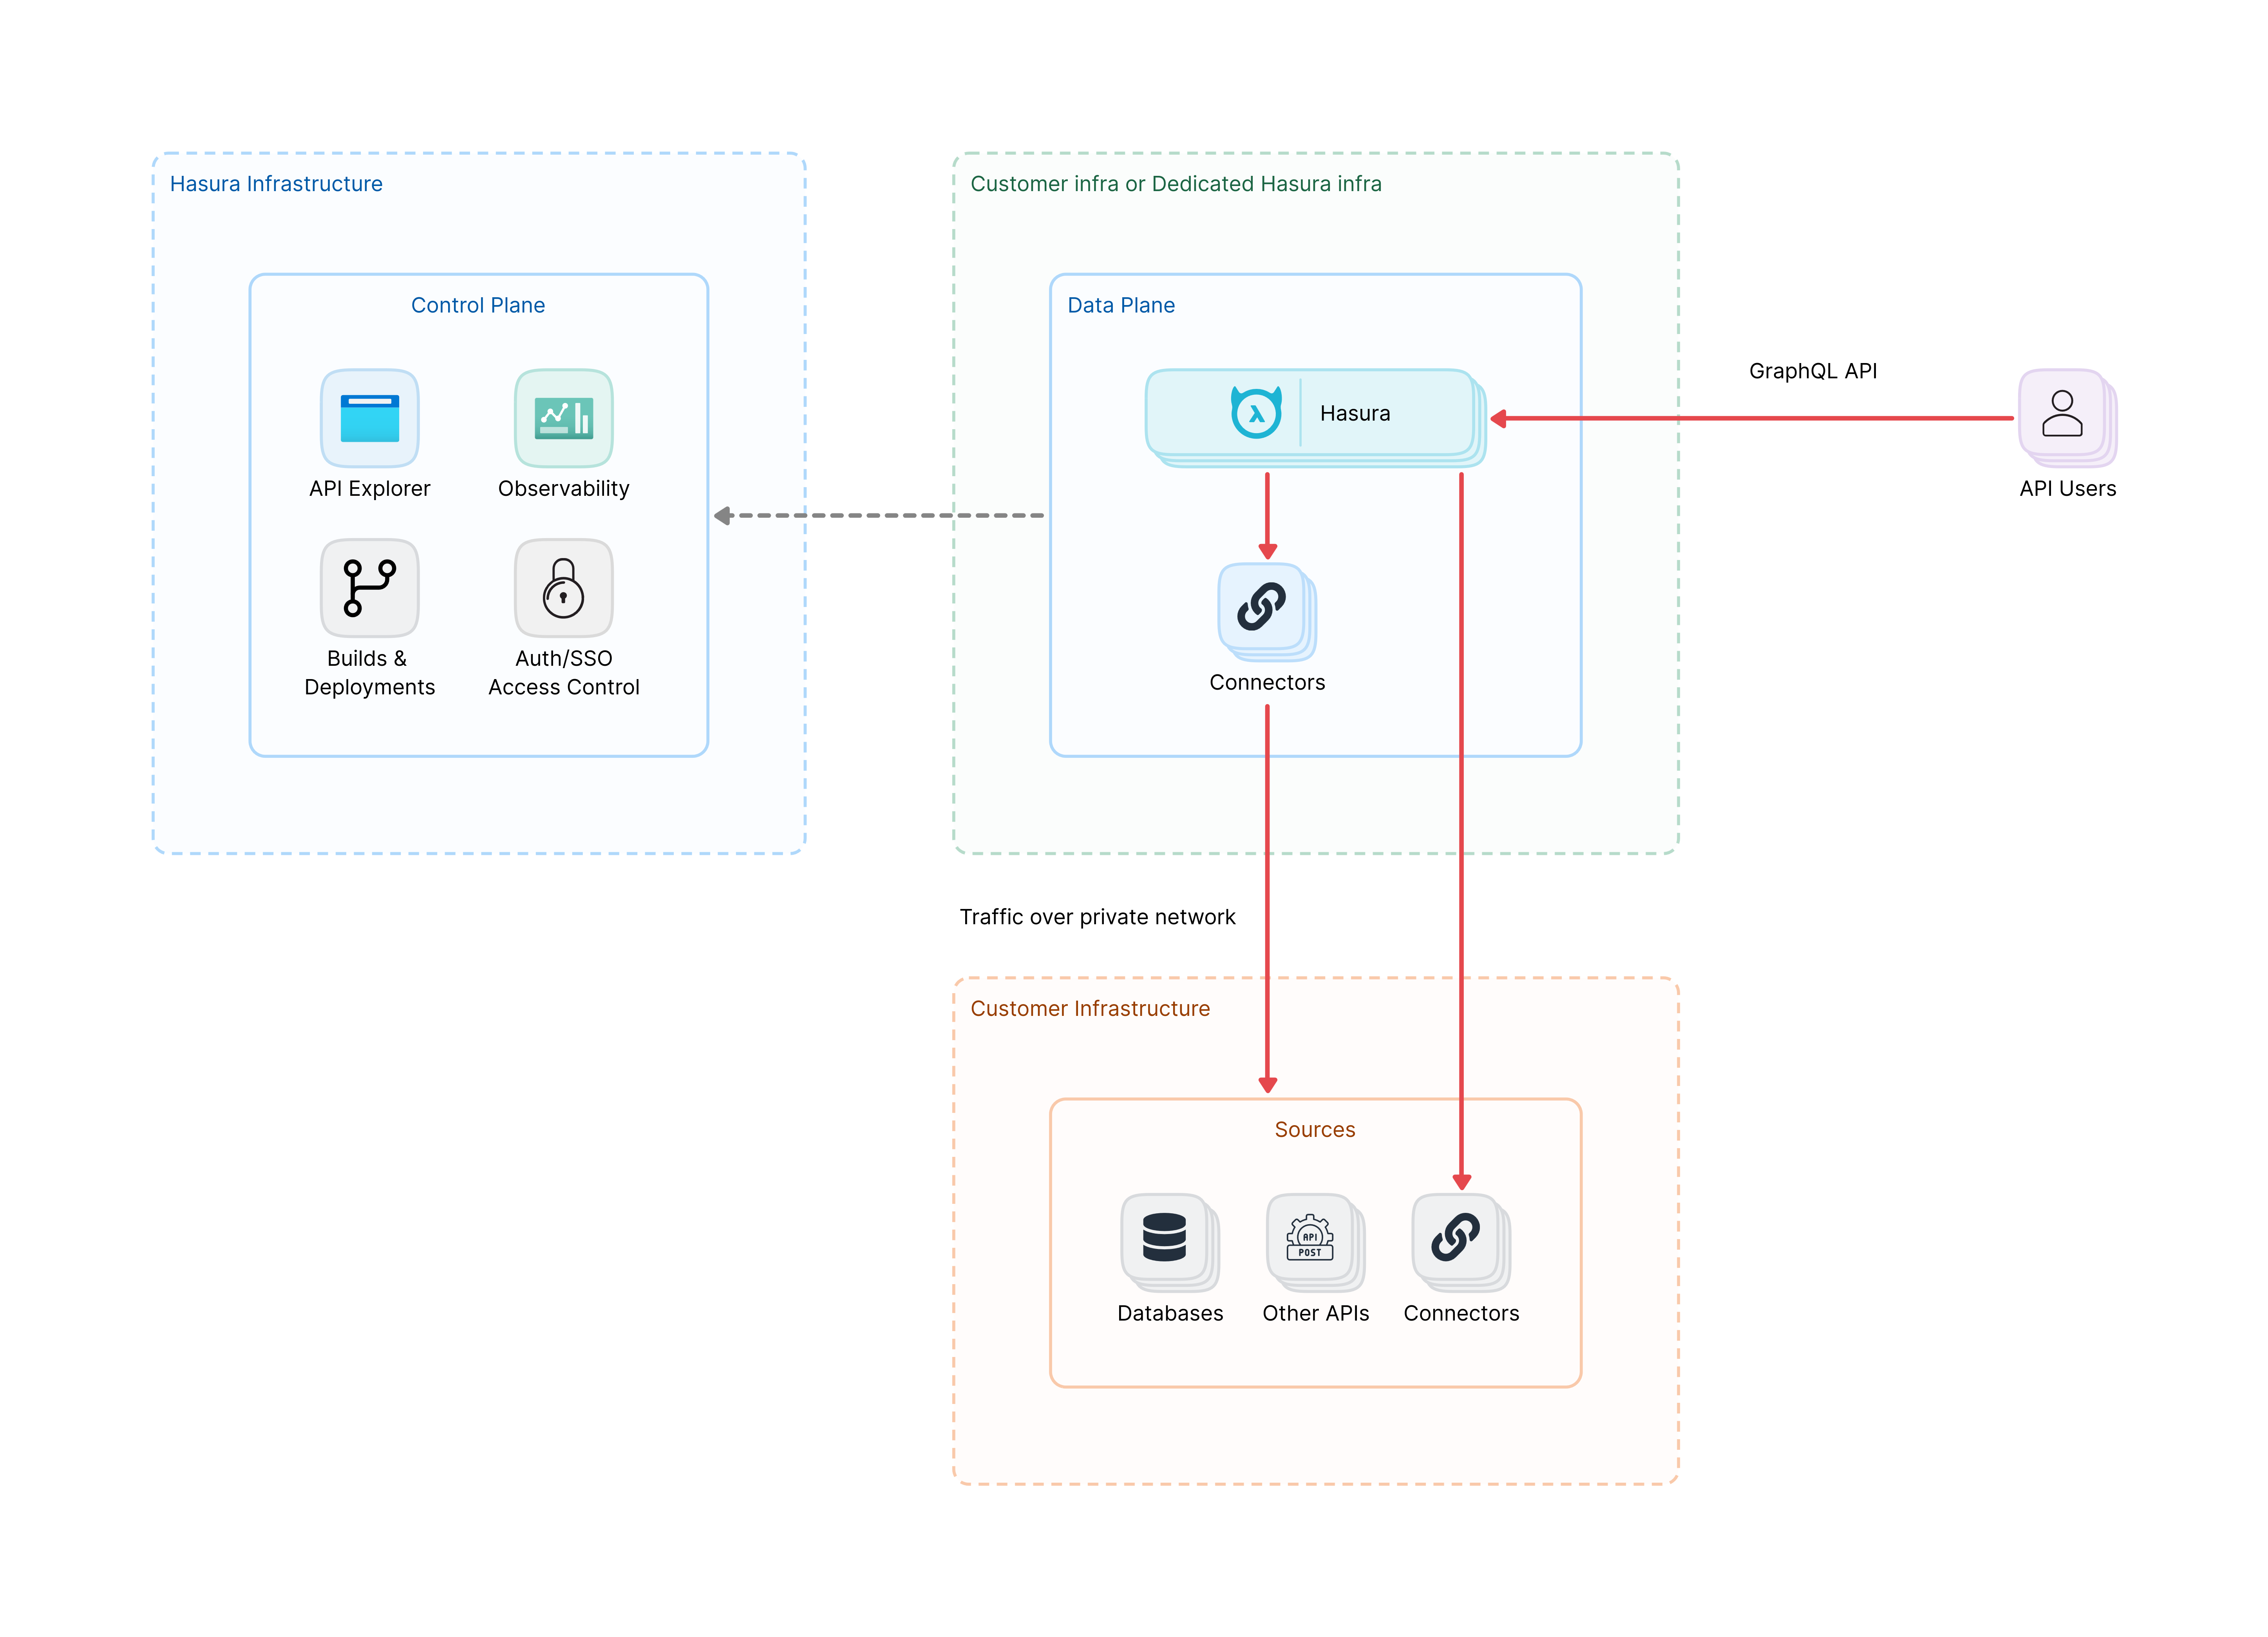 Hasura Infrastructure
Control Plane
API Explorer
Observability
Builds &
Deployments
Auth/SSO
Access Control
Customer infra or Dedicated Hasura infra
Data Plane
Hasura
Connectors
GraphQL API
API Users
Traffic over private network
Customer Infrastructure
Sources
API
POST
Databases
Other APIs
Connectors